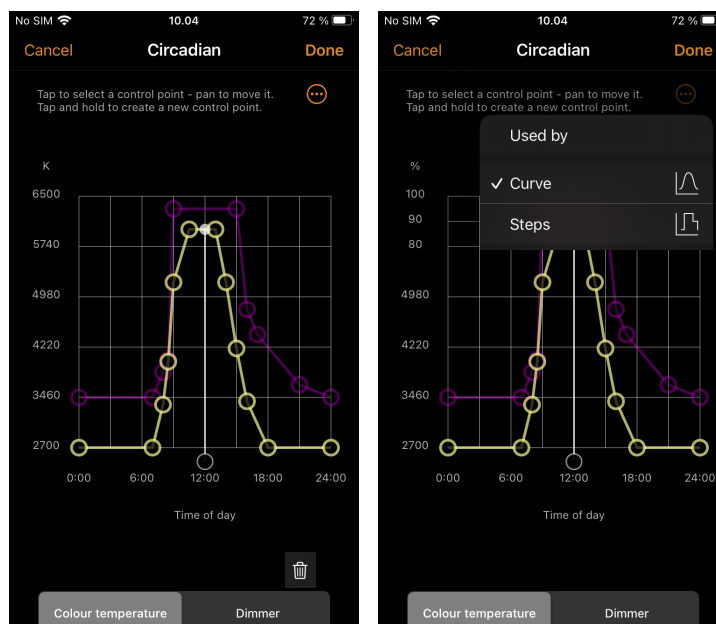 No SIM 10.04 72 %
Cancel Circadian Done
Tap to select a control point - pan to move it.
Tap and hold to create a new control point.
K
6500
5740
4980
4220
3460
2700
0:00 6:00 12:00 18:00 24:00
Time of day
Colour temperature Dimmer
No SIM 10.04 72 %
Cancel Circadian Done
Tap to select a control point - pan to move it.
Tap and hold to create a new control point.
Used by
Curve
Steps
%
100
90
80
4980
4220
3460
2700
0:00 6:00 12:00 18:00 24:00
Time of day
Colour temperature Dimmer